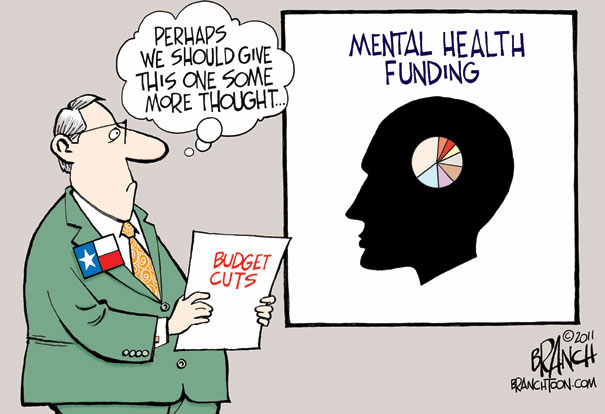 PERHAPS
WE SHOULD GIVE
THIS ONE SOME
MORE THOUGHT...
MENTAL HEALTH
FUNDING
BUDGET
CUTS
©2011
BRANCH
BRANCHTOON.COM